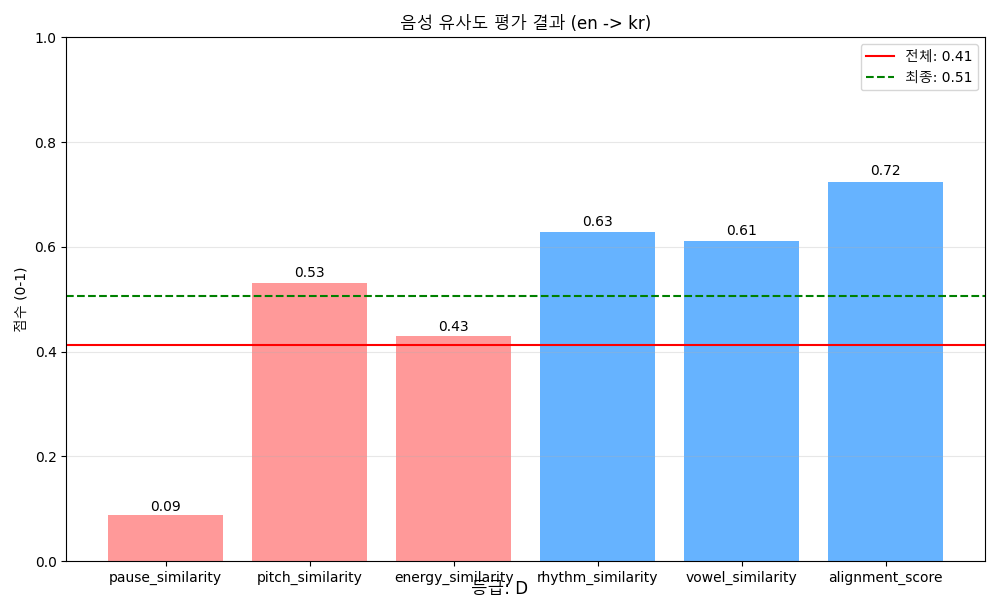 음성 유사도 평가 결과 (en -> kr)
전체: 0.41
최종: 0.51
점수 (0-1)
1.0
0.8
0.6
0.4
0.2
0.0
0.09
0.53
0.43
0.63
0.61
0.72
pause_similarity
pitch_similarity
energy_similarity
rhythm_similarity
vowel_similarity
alignment_score
등급: D